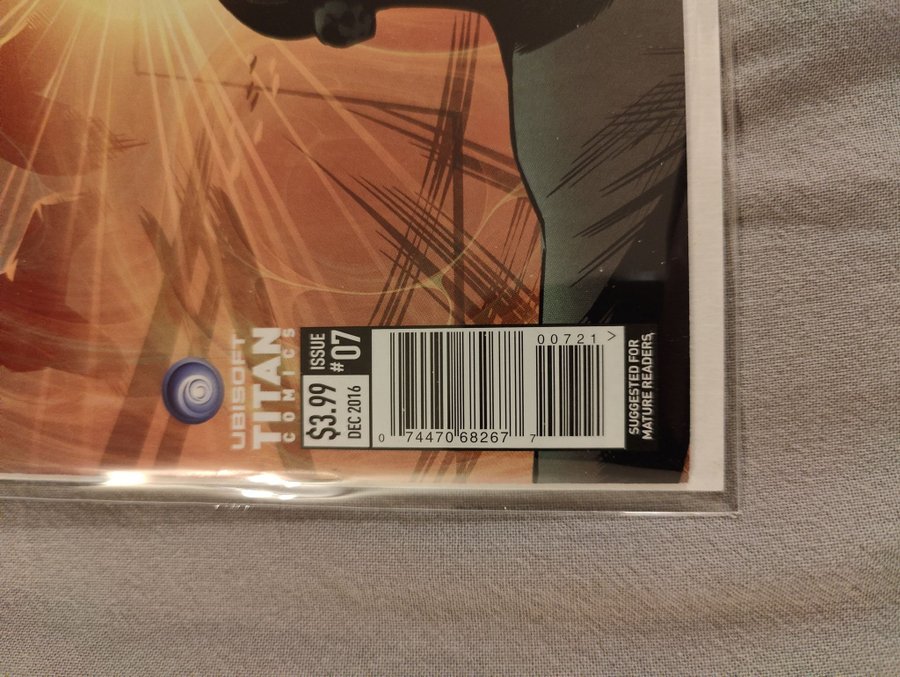 UBISOFT
TITAN
COMICS
$3.99
DEC 2016
ISSUE
#07
0 74470 68267 7
00721 >
SUGGESTED FOR
MATURE READERS